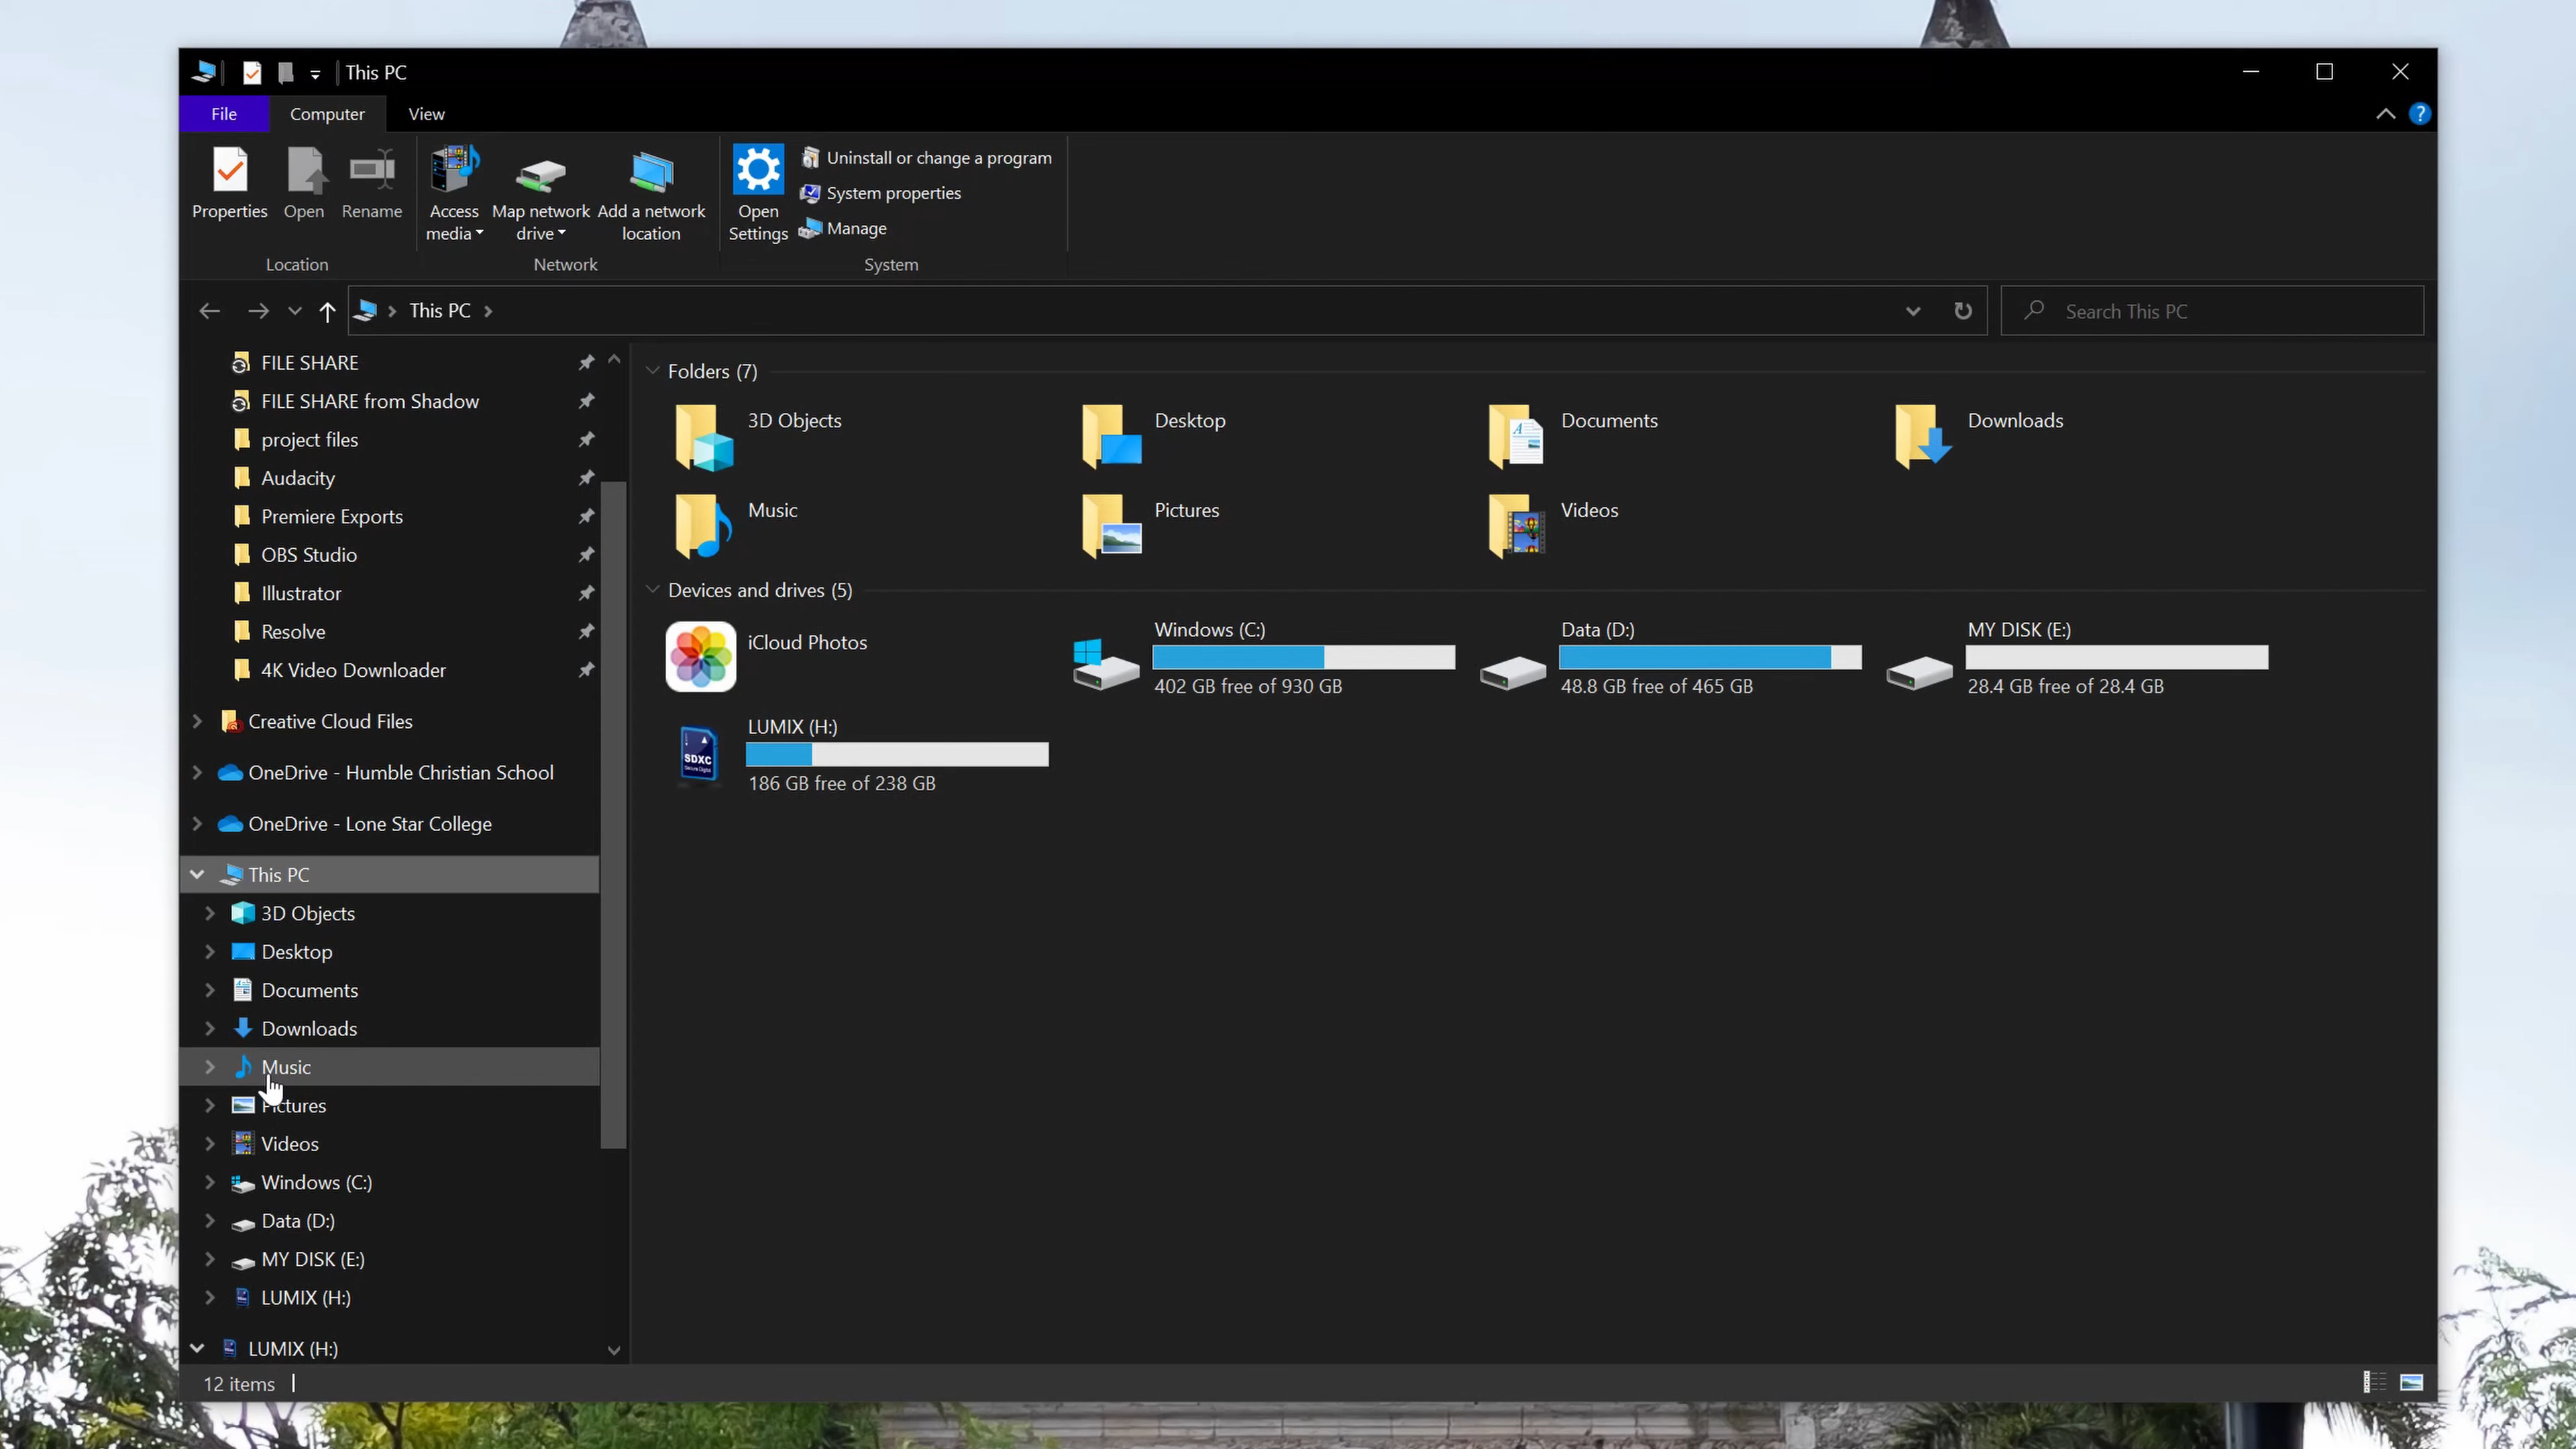 This PC
File
Computer
View
?
Properties
Open
Rename
Access media
Map network drive
Add a network location
Open Settings
Uninstall or change a program
System properties
Manage
Location
Network
System
This PC
Search This PC
FILE SHARE
FILE SHARE from Shadow
project files
Audacity
Premiere Exports
OBS Studio
Illustrator
Resolve
4K Video Downloader
Creative Cloud Files
OneDrive - Humble Christian School
OneDrive - Lone Star College
This PC
3D Objects
Desktop
Documents
Downloads
Music
Pictures
Videos
Windows (C:)
Data (D:)
MY DISK (E:)
LUMIX (H:)
LUMIX (H:)
Folders (7)
3D Objects
Desktop
Documents
Downloads
Music
Pictures
Videos
Devices and drives (5)
iCloud Photos
Windows (C:)
402 GB free of 930 GB
Data (D:)
48.8 GB free of 465 GB
MY DISK (E:)
28.4 GB free of 28.4 GB
SDXC
LUMIX (H:)
186 GB free of 238 GB
12 items